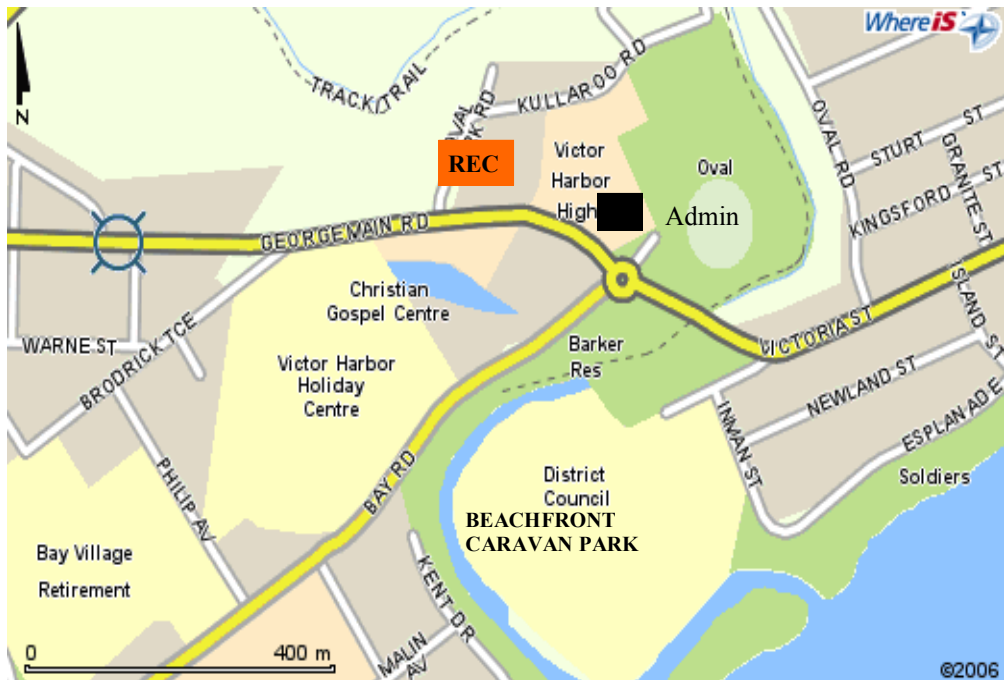 WhereiS
N
TRACK/TRAIL
KULLAROO RD
OVAL
RK RD
REC
Victor
Harbor
High
Admin
Oval
OVAL RD
STURT ST
GRANITE ST
KINGSFORD ST
GEORGEMAIN RD
ISLAND ST
Christian
Gospel Centre
VICTORIA ST
WARNE ST
BRODRICK TCE
Barker
Res
Victor Harbor
Holiday
Centre
NEWLAND ST
ESPLANADE
INMAN ST
PHILIP AV
BAY RD
District
Council
Soldiers
BEACHFRONT
CARAVAN PARK
Bay Village
Retirement
KENT DR
MALIN
AV
0 400 m
©2006